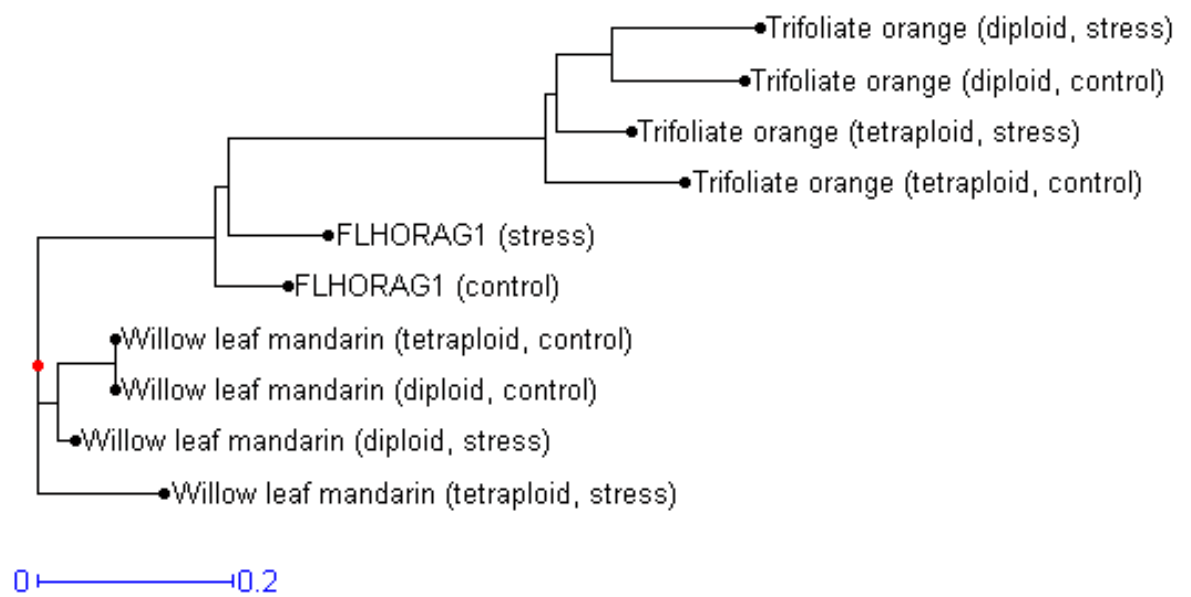 Trifoliate orange (diploid, stress)
Trifoliate orange (diploid, control)
Trifoliate orange (tetraploid, stress)
Trifoliate orange (tetraploid, control)
FLHORAG1 (stress)
FLHORAG1 (control)
Willow leaf mandarin (tetraploid, control)
Willow leaf mandarin (diploid, control)
Willow leaf mandarin (diploid, stress)
Willow leaf mandarin (tetraploid, stress)
0 0.2